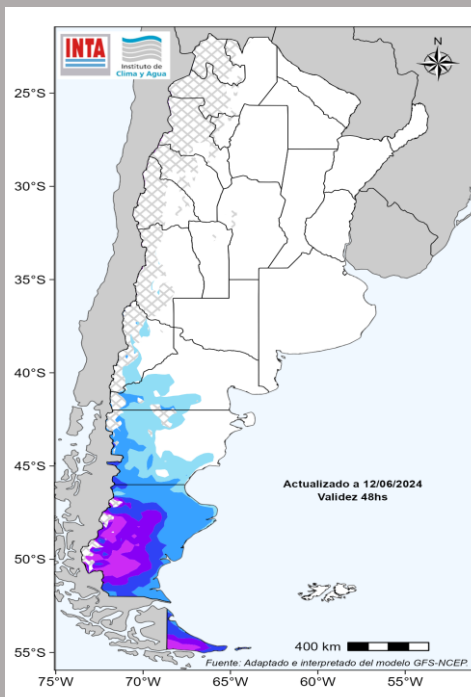 INTA
Instituto de
Clima y Agua
N
25°S
30°S
35°S
40°S
45°S
50°S
55°S
Actualizado a 12/06/2024
Validez 48hs
400 km
Fuente: Adaptado e interpretado del modelo GFS-NCEP
75°W
70°W
65°W
60°W
55°W